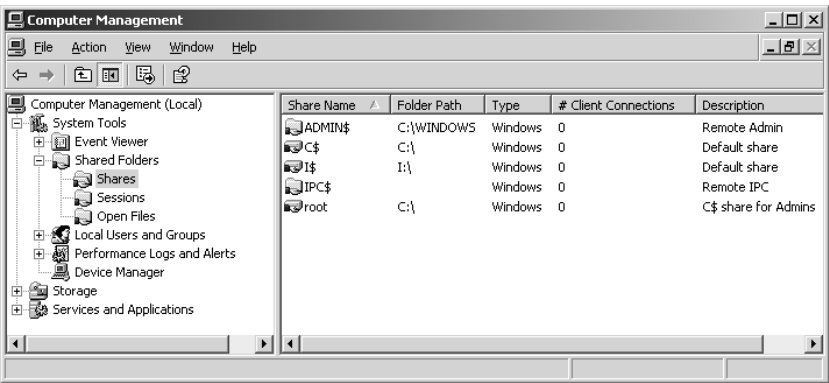 Computer Management
File Action View Window Help
Computer Management (Local)
System Tools
Event Viewer
Shared Folders
Shares
Sessions
Open Files
Local Users and Groups
Performance Logs and Alerts
Device Manager
Storage
Services and Applications
Share Name Folder Path Type # Client Connections Description
ADMIN$ C:\WINDOWS Windows 0 Remote Admin
C$ C:\ Windows 0 Default share
I$ I:\ Windows 0 Default share
IPC$ Windows 0 Remote IPC
root C:\ Windows 0 C$ share for Admins